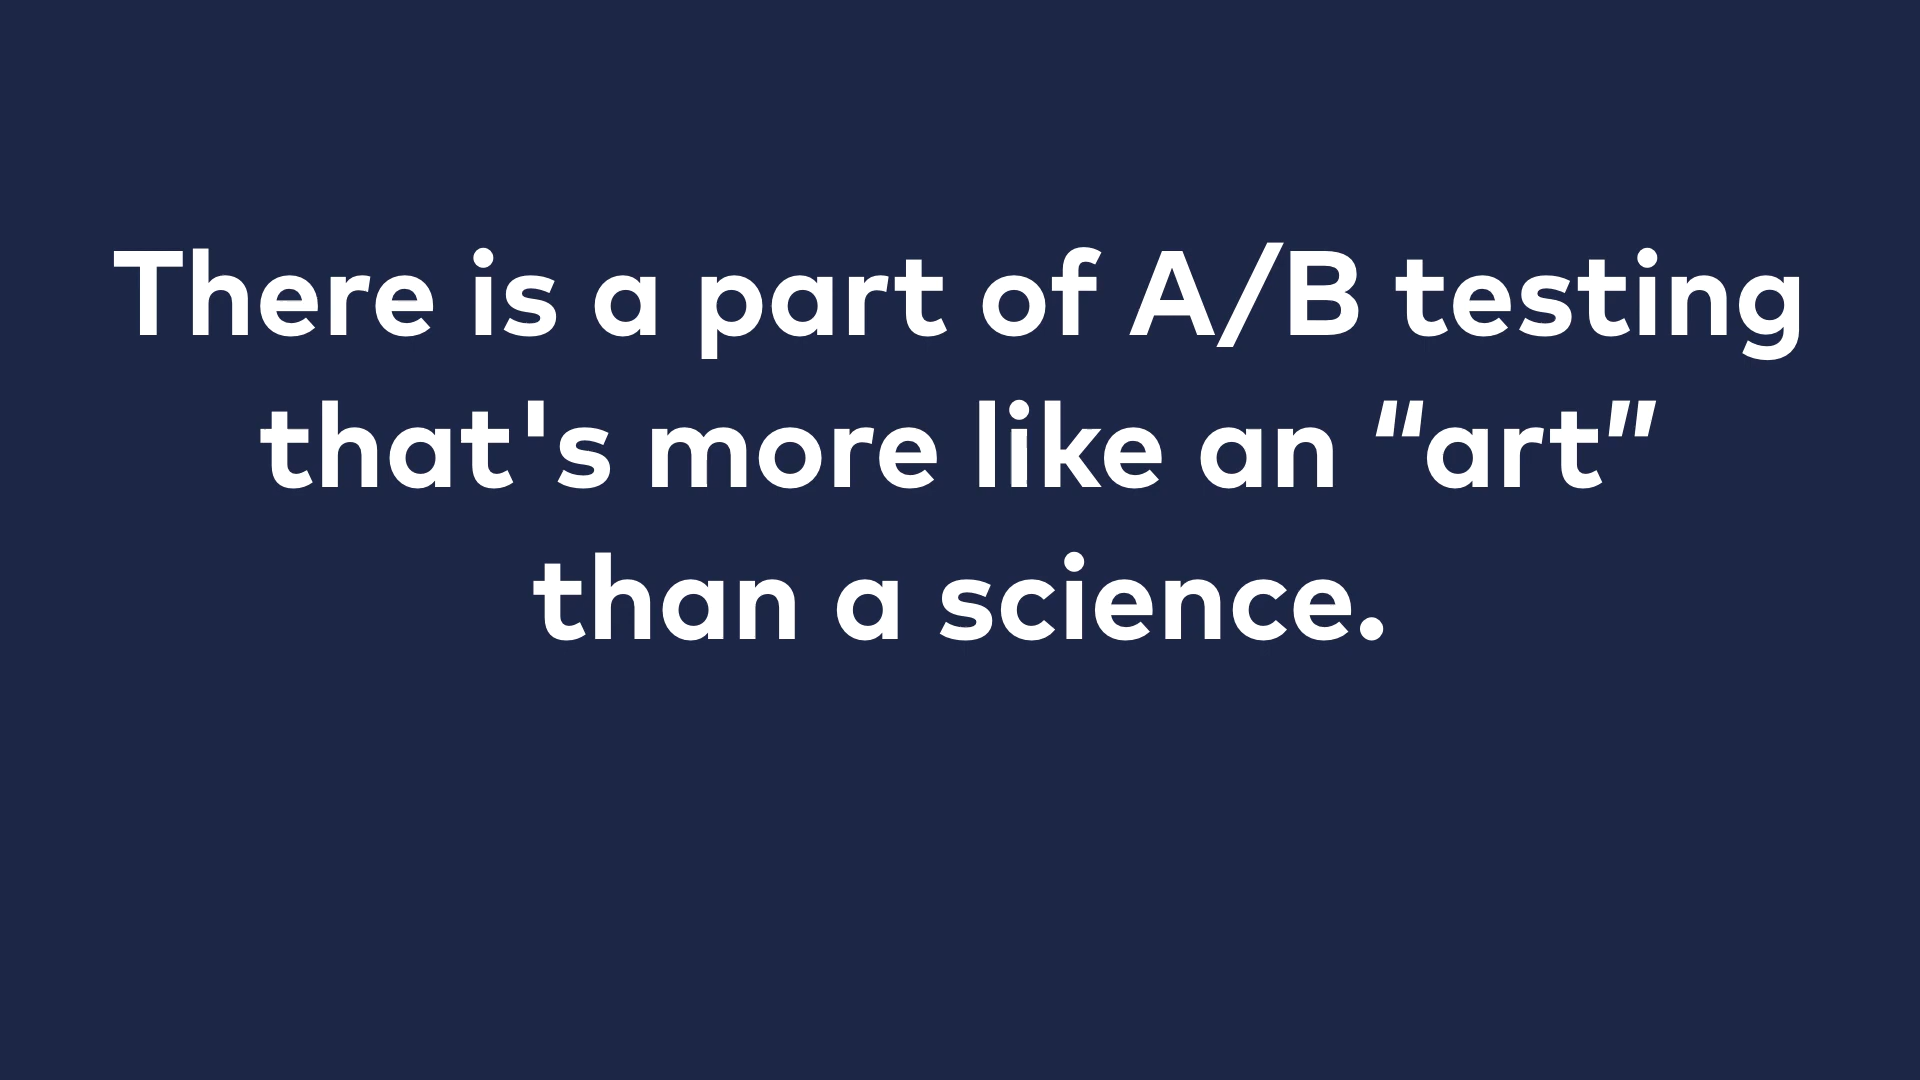 There is a part of A/B testing
that's more like an “art”
than a science.